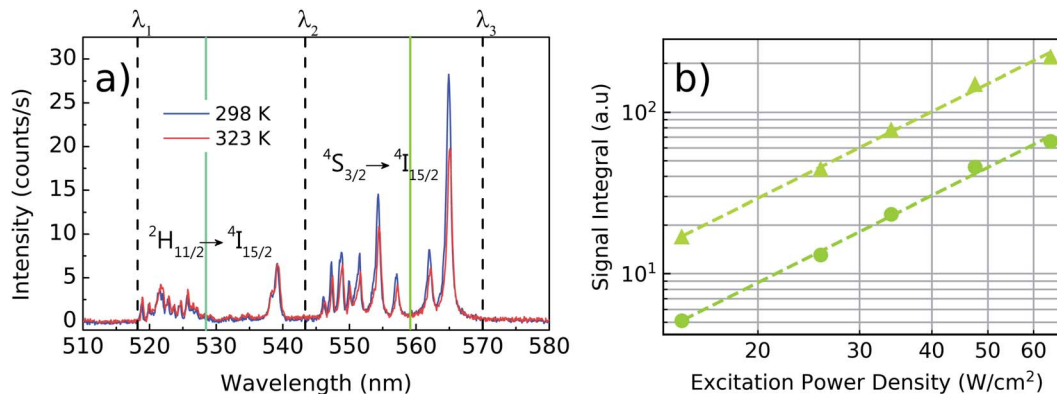 λ₁ λ₂ λ₃
a)
298 K
323 K
⁴S₃/₂→⁴I₁₅/₂
²H₁₁/₂→⁴I₁₅/₂
Intensity (counts/s)
30
25
20
15
10
5
0
510 520 530 540 550 560 570 580
Wavelength (nm)
b)
Signal Integral (a.u)
10²
10¹
20 30 40 50 60
Excitation Power Density (W/cm²)